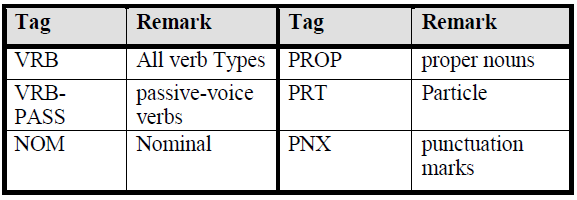 Tag Remark Tag Remark
VRB All verb Types PROP proper nouns
VRB- passive-voice PRT Particle
PASS verbs
NOM Nominal PNX punctuation
marks